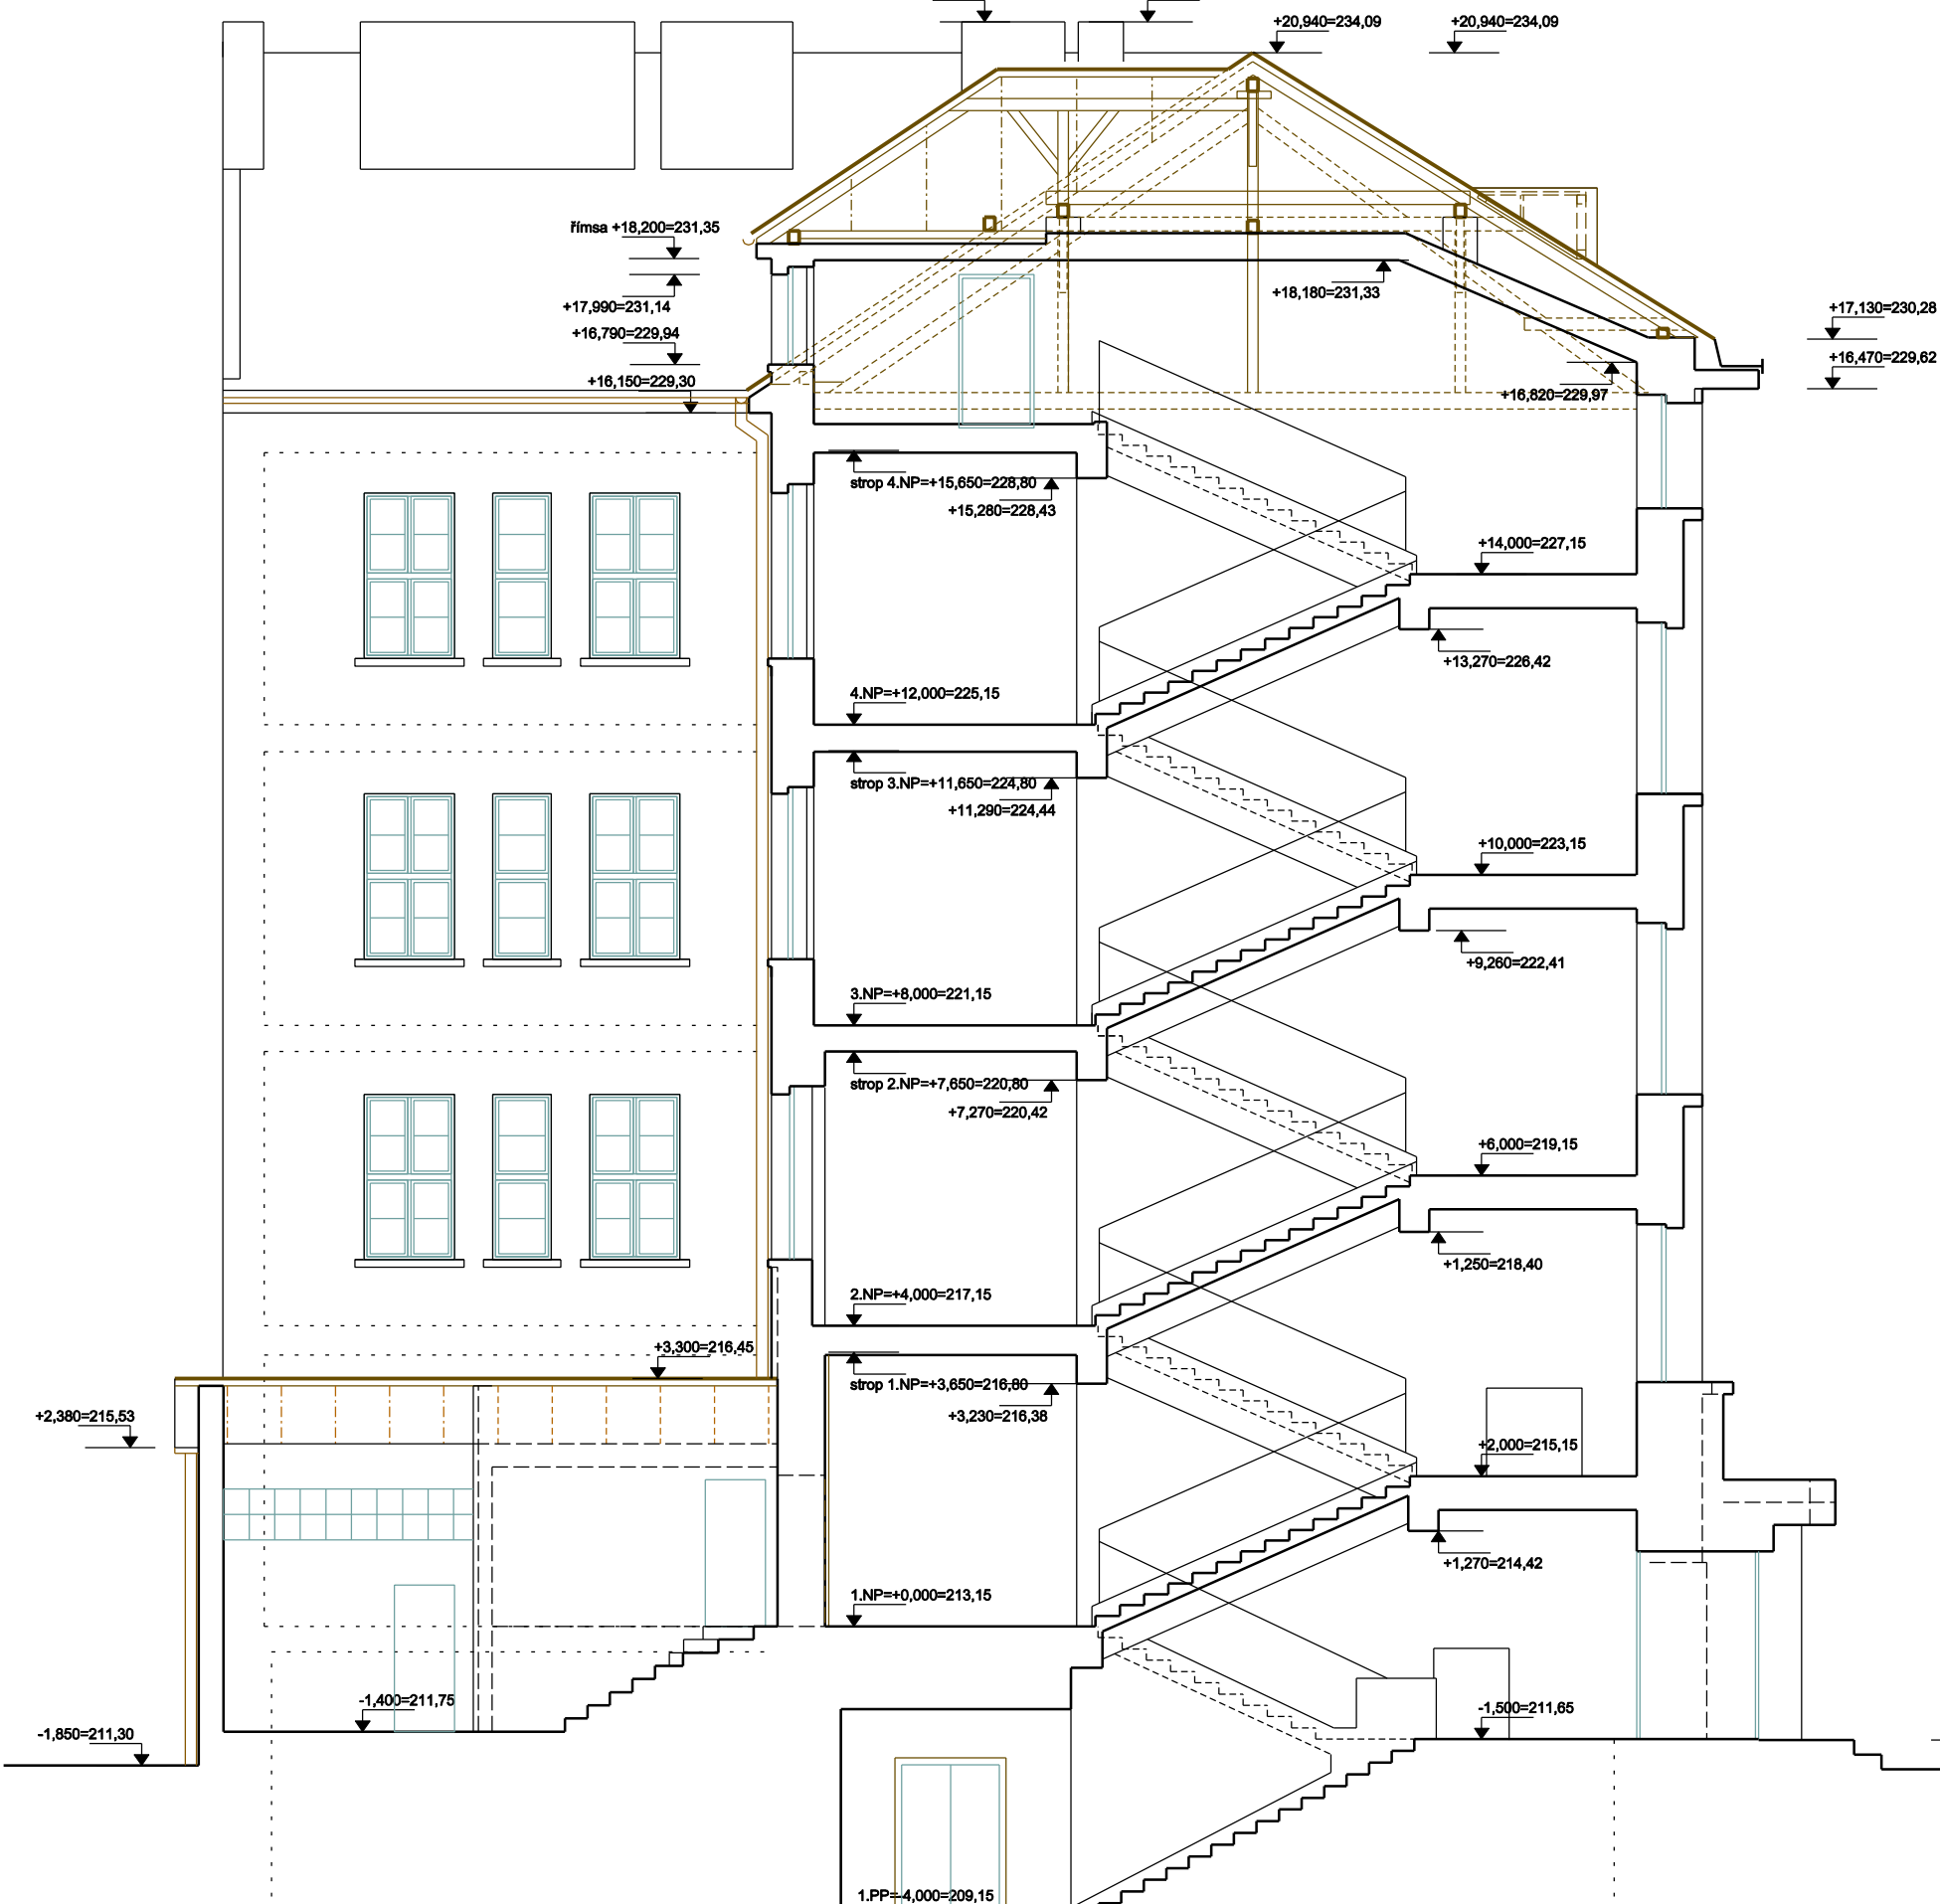 +20,940=234,09
+20,940=234,09
římsa +18,200=231,35
+18,180=231,33
+17,990=231,14
+17,130=230,28
+16,790=229,94
+16,470=229,62
+16,150=229,30
+16,820=229,97
strop 4.NP=+15,650=228,80
+15,280=228,43
+14,000=227,15
+13,270=226,42
4.NP=+12,000=225,15
strop 3.NP=+11,650=224,80
+11,290=224,44
+10,000=223,15
+9,260=222,41
3.NP=+8,000=221,15
strop 2.NP=+7,650=220,80
+7,270=220,42
+6,000=219,15
+1,250=218,40
2.NP=+4,000=217,15
+3,300=216,45
strop 1.NP=+3,650=216,80
+3,230=216,38
+2,380=215,53
+2,000=215,15
+1,270=214,42
1.NP=+0,000=213,15
-1,400=211,75
-1,500=211,65
-1,850=211,30
1.PP=-4,000=209,15